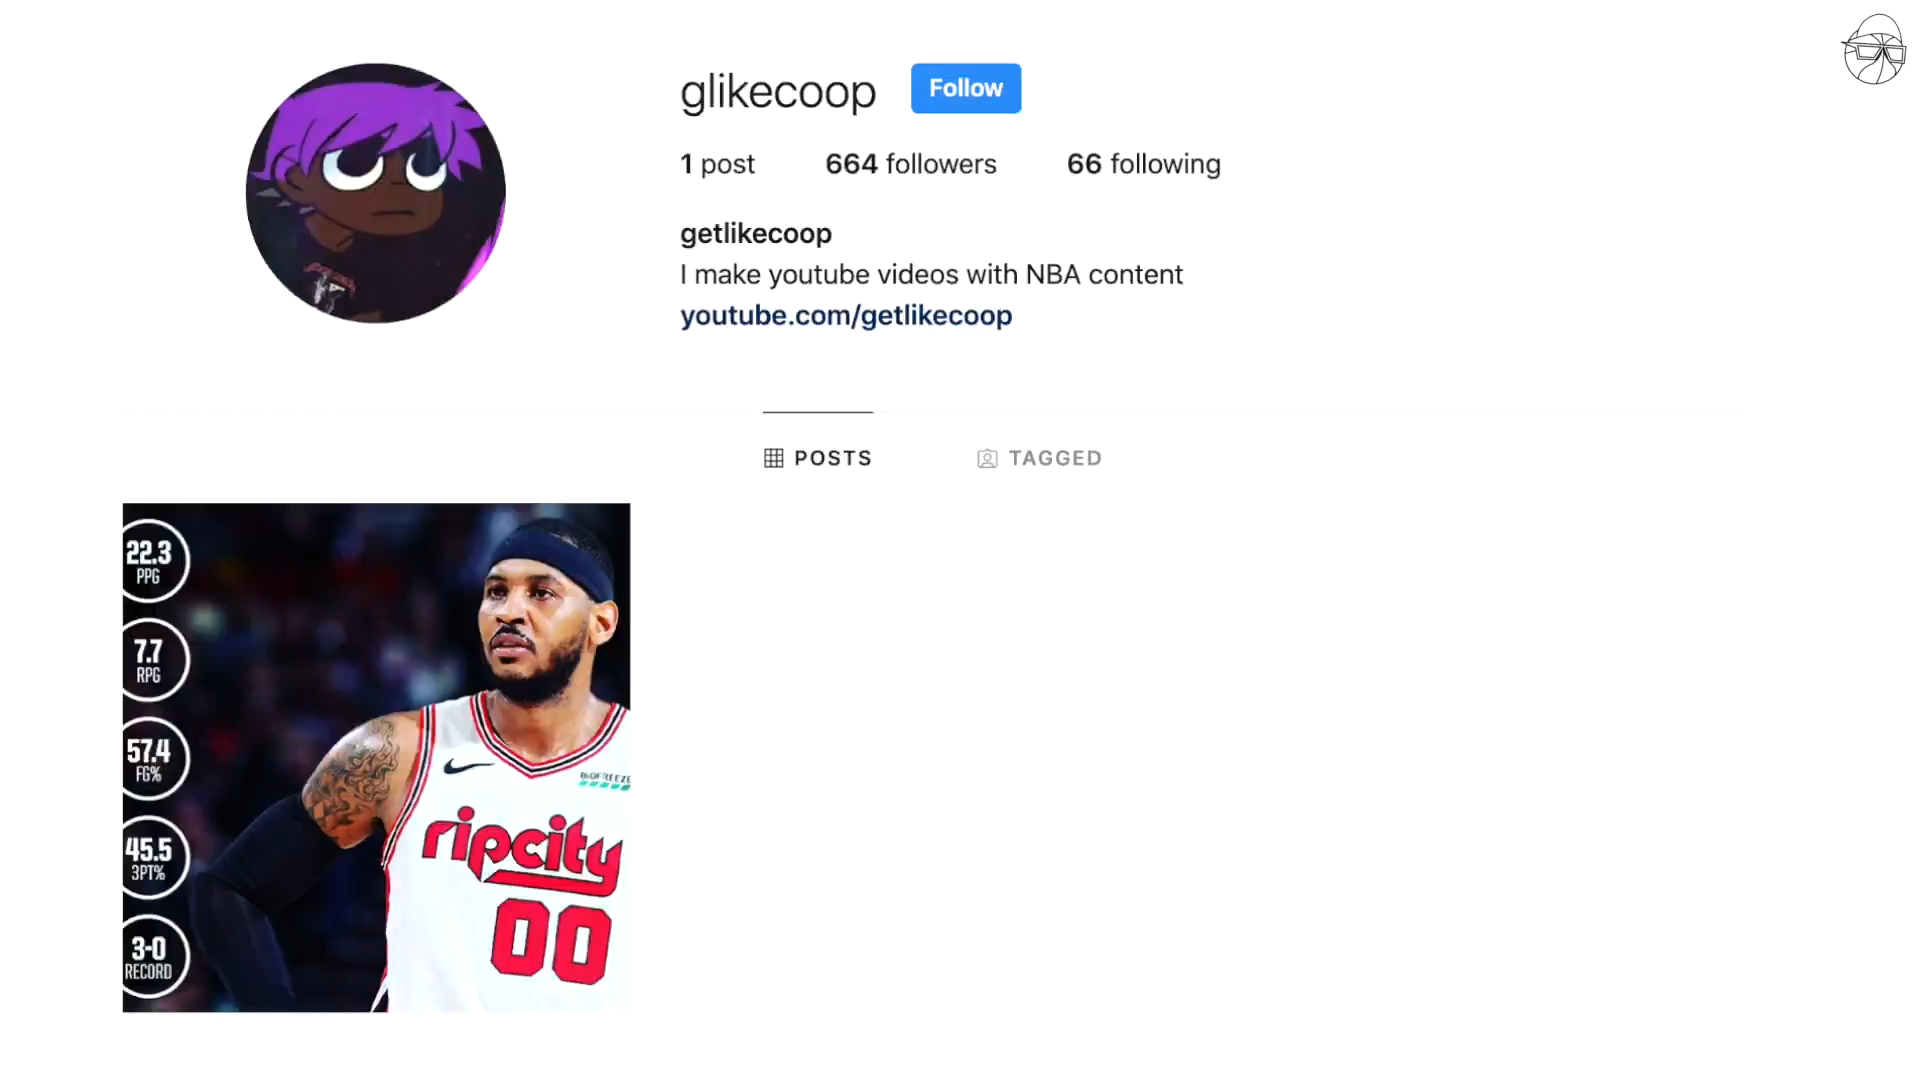 glikecoop
Follow
1 post 664 followers 66 following
getlikecoop
I make youtube videos with NBA content
youtube.com/getlikecoop
POSTS TAGGED
22.3
PPG
7.7
RPG
57.4
FG%
45.5
3PT%
3-0
RECORD
BIOFREEZE
ripcity
00